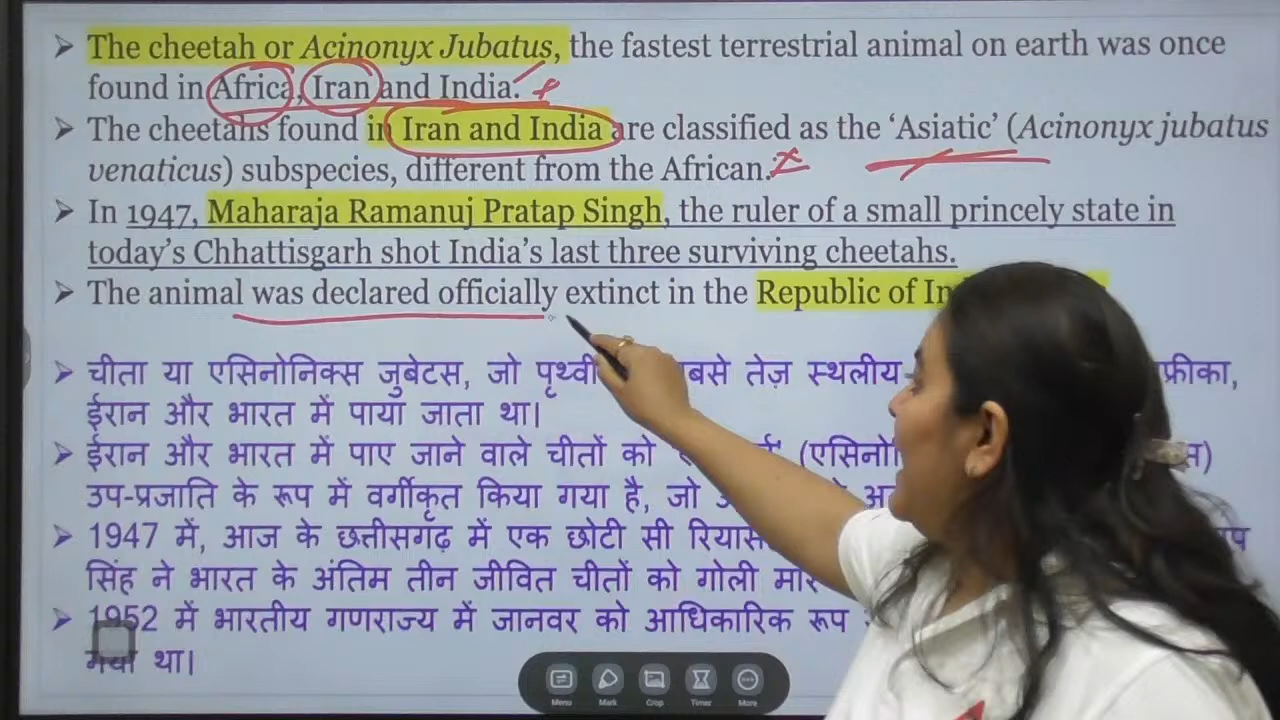 The cheetah or Acinonyx Jubatus, the fastest terrestrial animal on earth was once
found in Africa, Iran and India.
The cheetahs found in Iran and India are classified as the ‘Asiatic’ (Acinonyx jubatus
venaticus) subspecies, different from the African.
In 1947, Maharaja Ramanuj Pratap Singh, the ruler of a small princely state in
today’s Chhattisgarh shot India’s last three surviving cheetahs.
The animal was declared officially extinct in the Republic of
चीता या एसिनोनिक्स जुबेटस, जो तेज़ स्थलीय
ईरान और भारत में पाया जाता था।
ईरान और भारत में पाए जाने वाले चीतों को
उप-प्रजाति के रूप में वर्गीकृत किया गया है, जो
1947 में, आज के छत्तीसगढ़ में एक छोटी सी
सिंह ने भारत के अंतिम तीन जीवित चीतों को गोली
1952 में भारतीय गणराज्य में जानवर को आधिकारिक रूप
गया था।
Menu Mark Crop Timer More